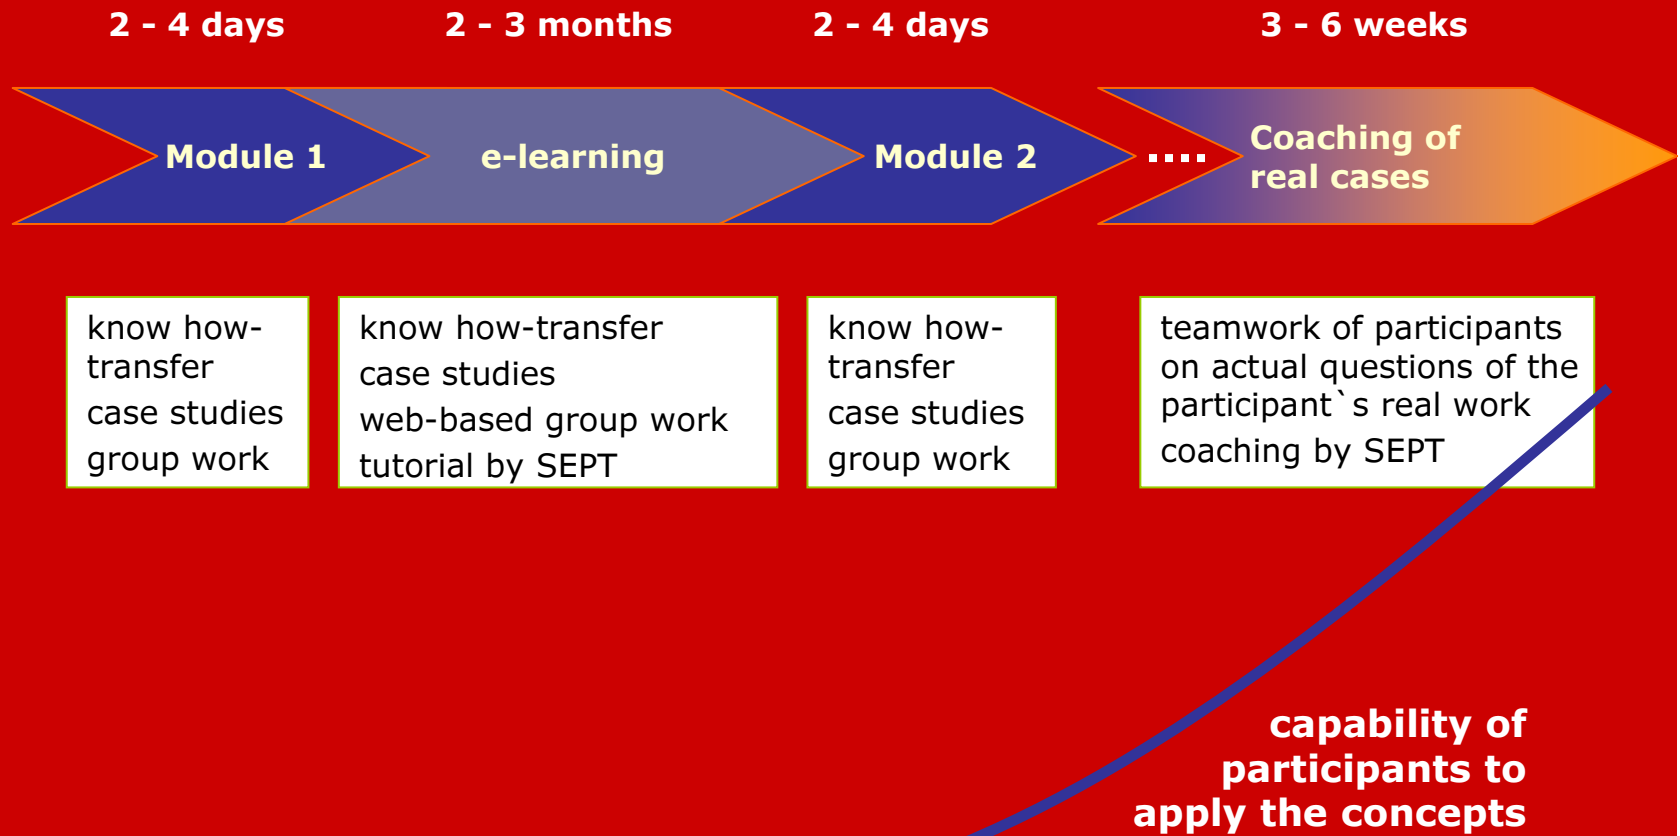 2 - 4 days
2 - 3 months
2 - 4 days
3 - 6 weeks
Module 1
e-learning
Module 2
....
Coaching of
real cases
know how-
transfer
case studies
group work
know how-transfer
case studies
web-based group work
tutorial by SEPT
know how-
transfer
case studies
group work
teamwork of participants
on actual questions of the
participant`s real work
coaching by SEPT
capability of
participants to
apply the concepts